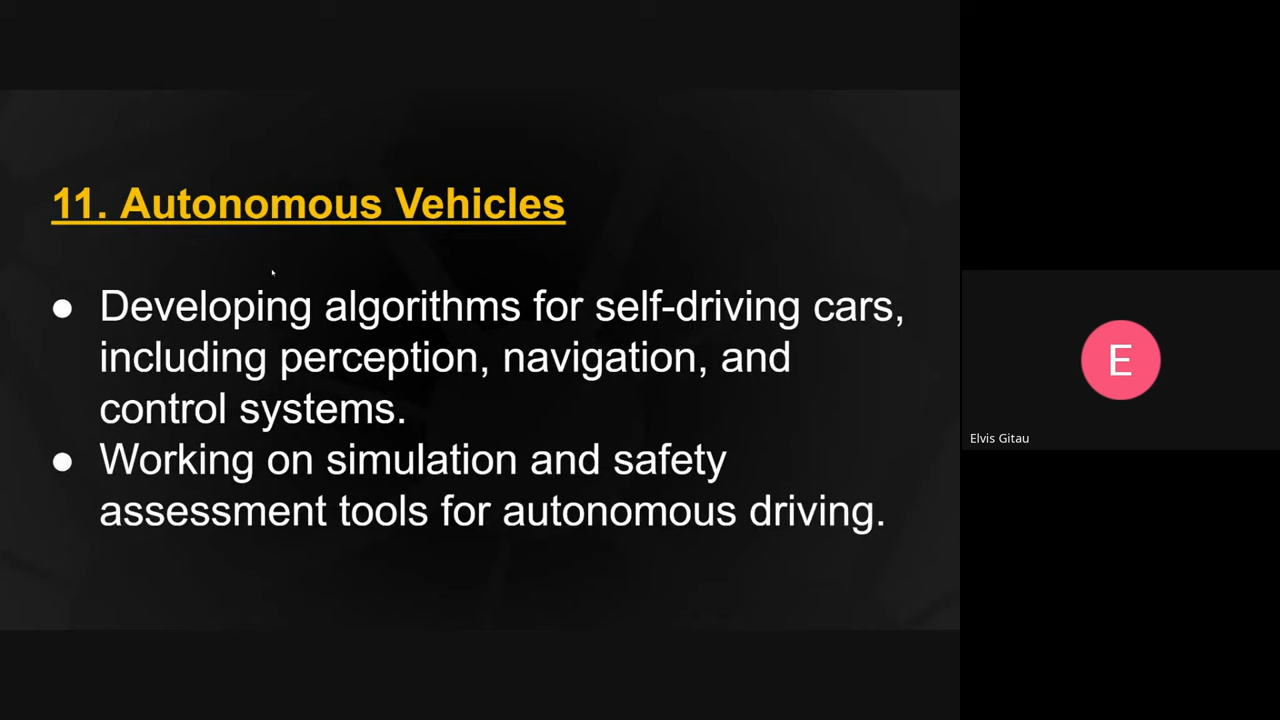 11. Autonomous Vehicles
● Developing algorithms for self-driving cars,
including perception, navigation, and
control systems.
● Working on simulation and safety
assessment tools for autonomous driving.
E
Elvis Gitau